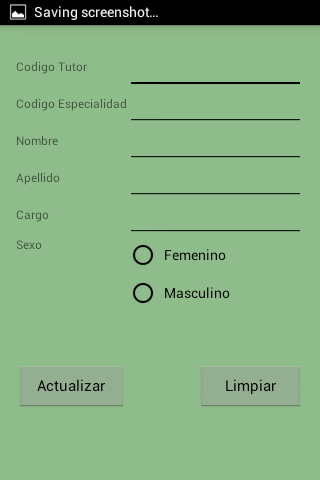 Saving screenshot...
Codigo Tutor
Codigo Especialidad
Nombre
Apellido
Cargo
Sexo
Femenino
Masculino
Actualizar
Limpiar